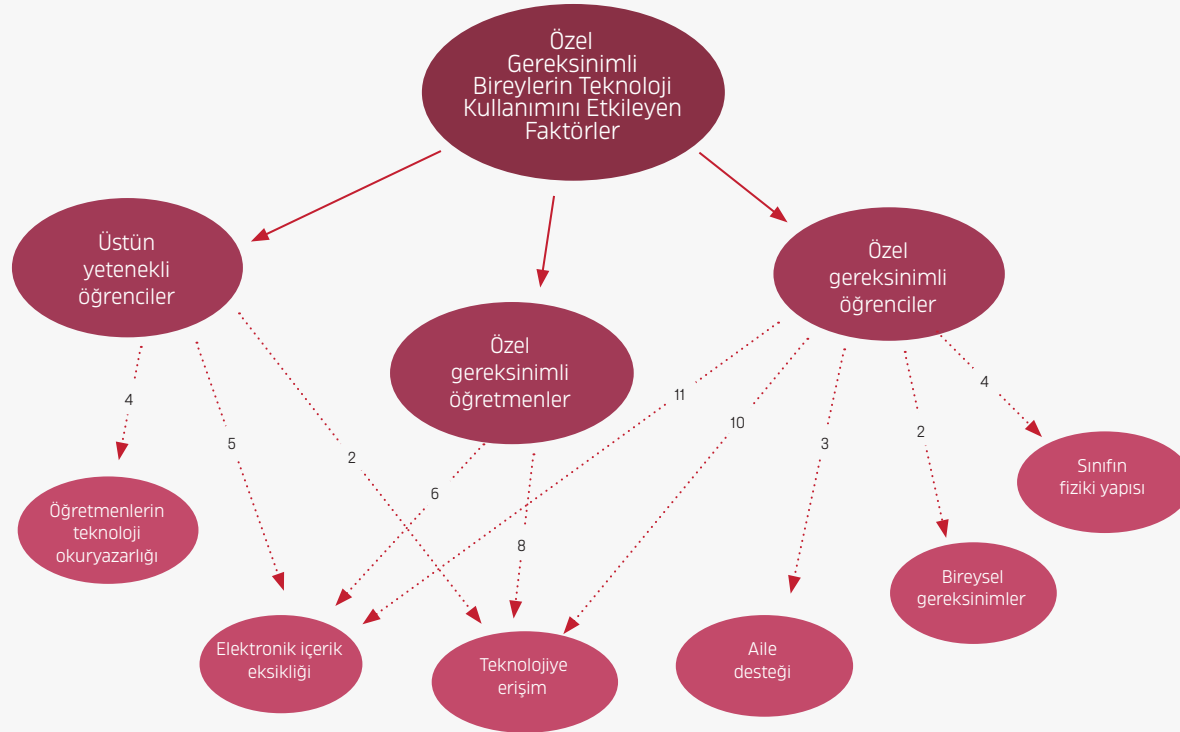 Özel
Gereksinimli
Bireylerin Teknoloji
Kullanımını Etkileyen
Faktörler
Üstün
yetenekli
öğrenciler
Özel
gereksinimli
öğretmenler
Özel
gereksinimli
öğrenciler
4
5
2
6
8
11
10
3
2
4
Öğretmenlerin
teknoloji
okuryazarlığı
Elektronik içerik
eksikliği
Teknolojiye
erişim
Aile
desteği
Bireysel
gereksinimler
Sınıfın
fiziki yapısı